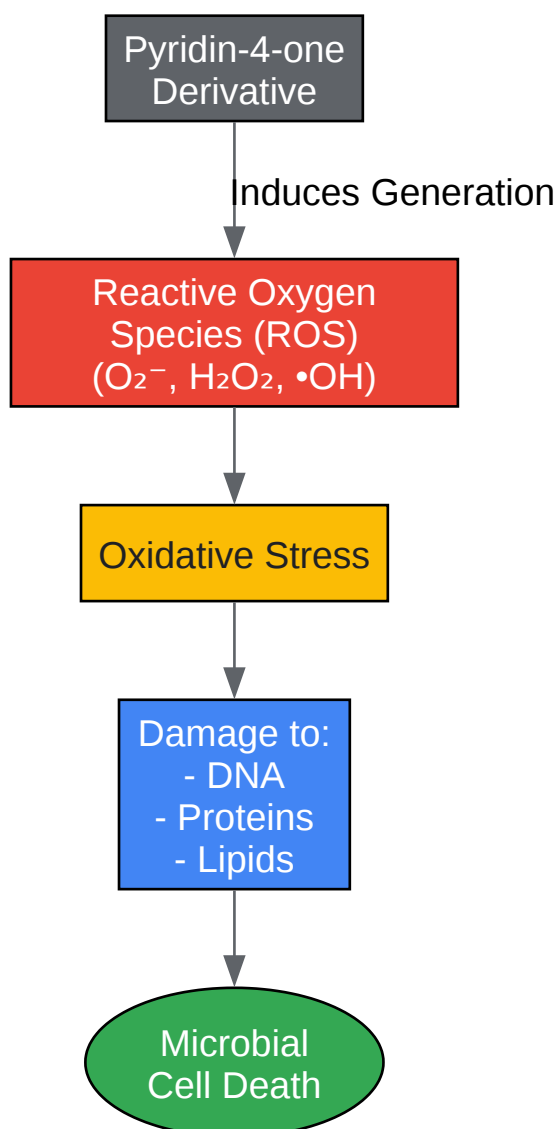 Pyridin-4-one
Derivative
Induces Generation
Reactive Oxygen
Species (ROS)
(O₂⁻, H₂O₂, •OH)
Oxidative Stress
Damage to:
- DNA
- Proteins
- Lipids
Microbial
Cell Death